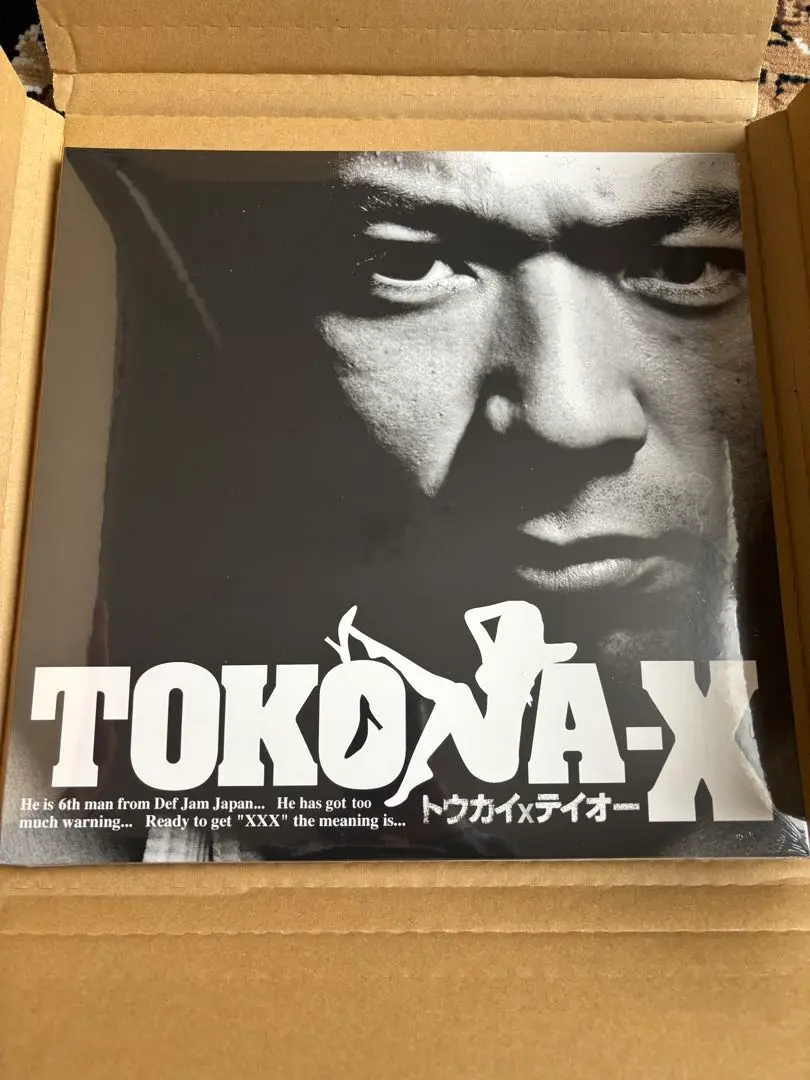 TOKONA-X
He is 6th man from Def Jam Japan... He has got too
much warning... Ready to get "XXX" the meaning is...
トウカイxテイオー